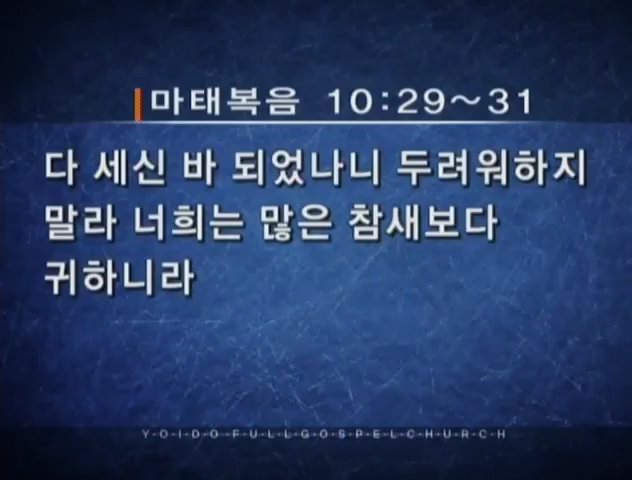 마태복음 10:29~31
다 세신 바 되었나니 두려워하지
말라 너희는 많은 참새보다
귀하니라
Y·O·I·D·O·F·U·L·L·G·O·S·P·E·L·C·H·U·R·C·H